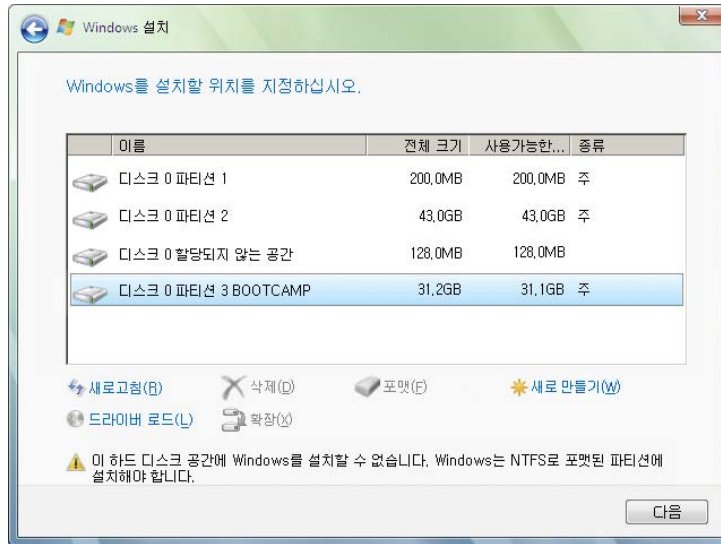 Windows 설치
Windows를 설치할 위치를 지정하십시오.
이름 전체 크기 사용가능한... 종류
디스크 0 파티션 1 200,0MB 200,0MB 주
디스크 0 파티션 2 43,0GB 43,0GB 주
디스크 0 할당되지 않는 공간 128,0MB 128,0MB
디스크 0 파티션 3 BOOTCAMP 31,2GB 31,1GB 주
새로고침(R) 삭제(D) 포맷(F) 새로 만들기(W)
드라이버 로드(L) 확장(X)
이 하드 디스크 공간에 Windows를 설치할 수 없습니다. Windows는 NTFS로 포맷된 파티션에
설치해야 합니다.
다음